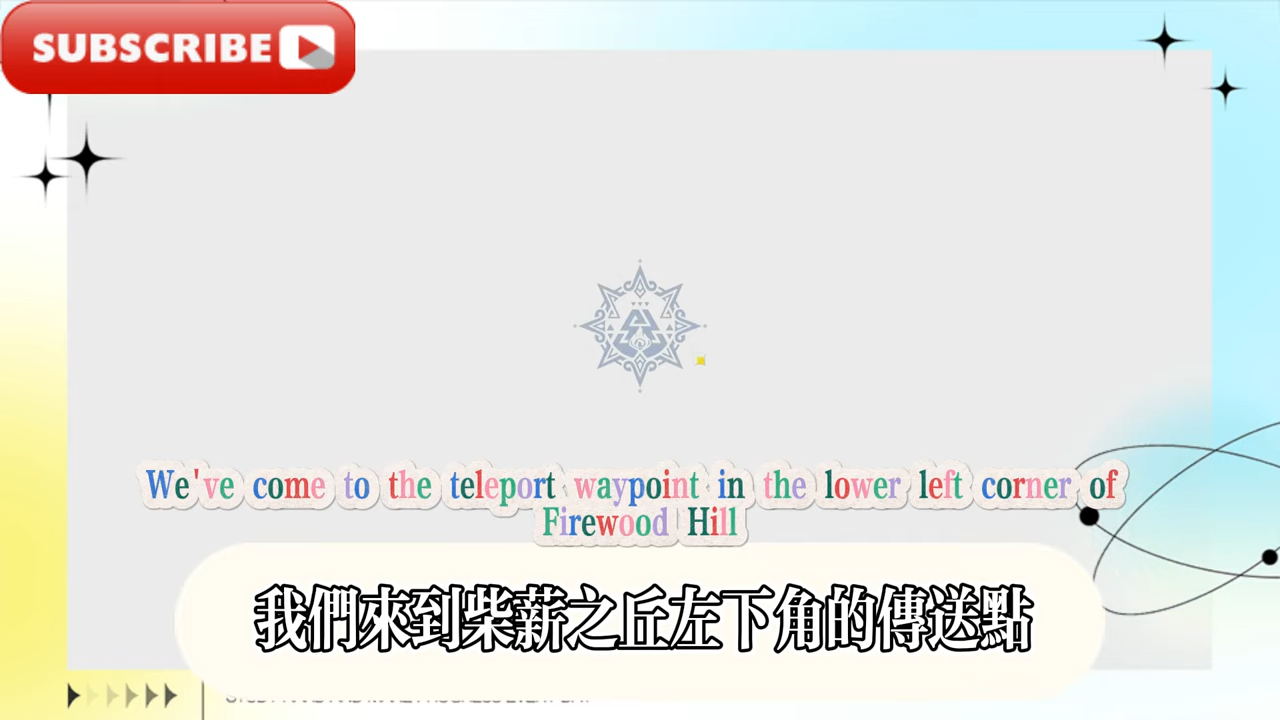 SUBSCRIBE
We've come to the teleport waypoint in the lower left corner of
Firewood Hill
我們來到柴薪之丘左下角的傳送點